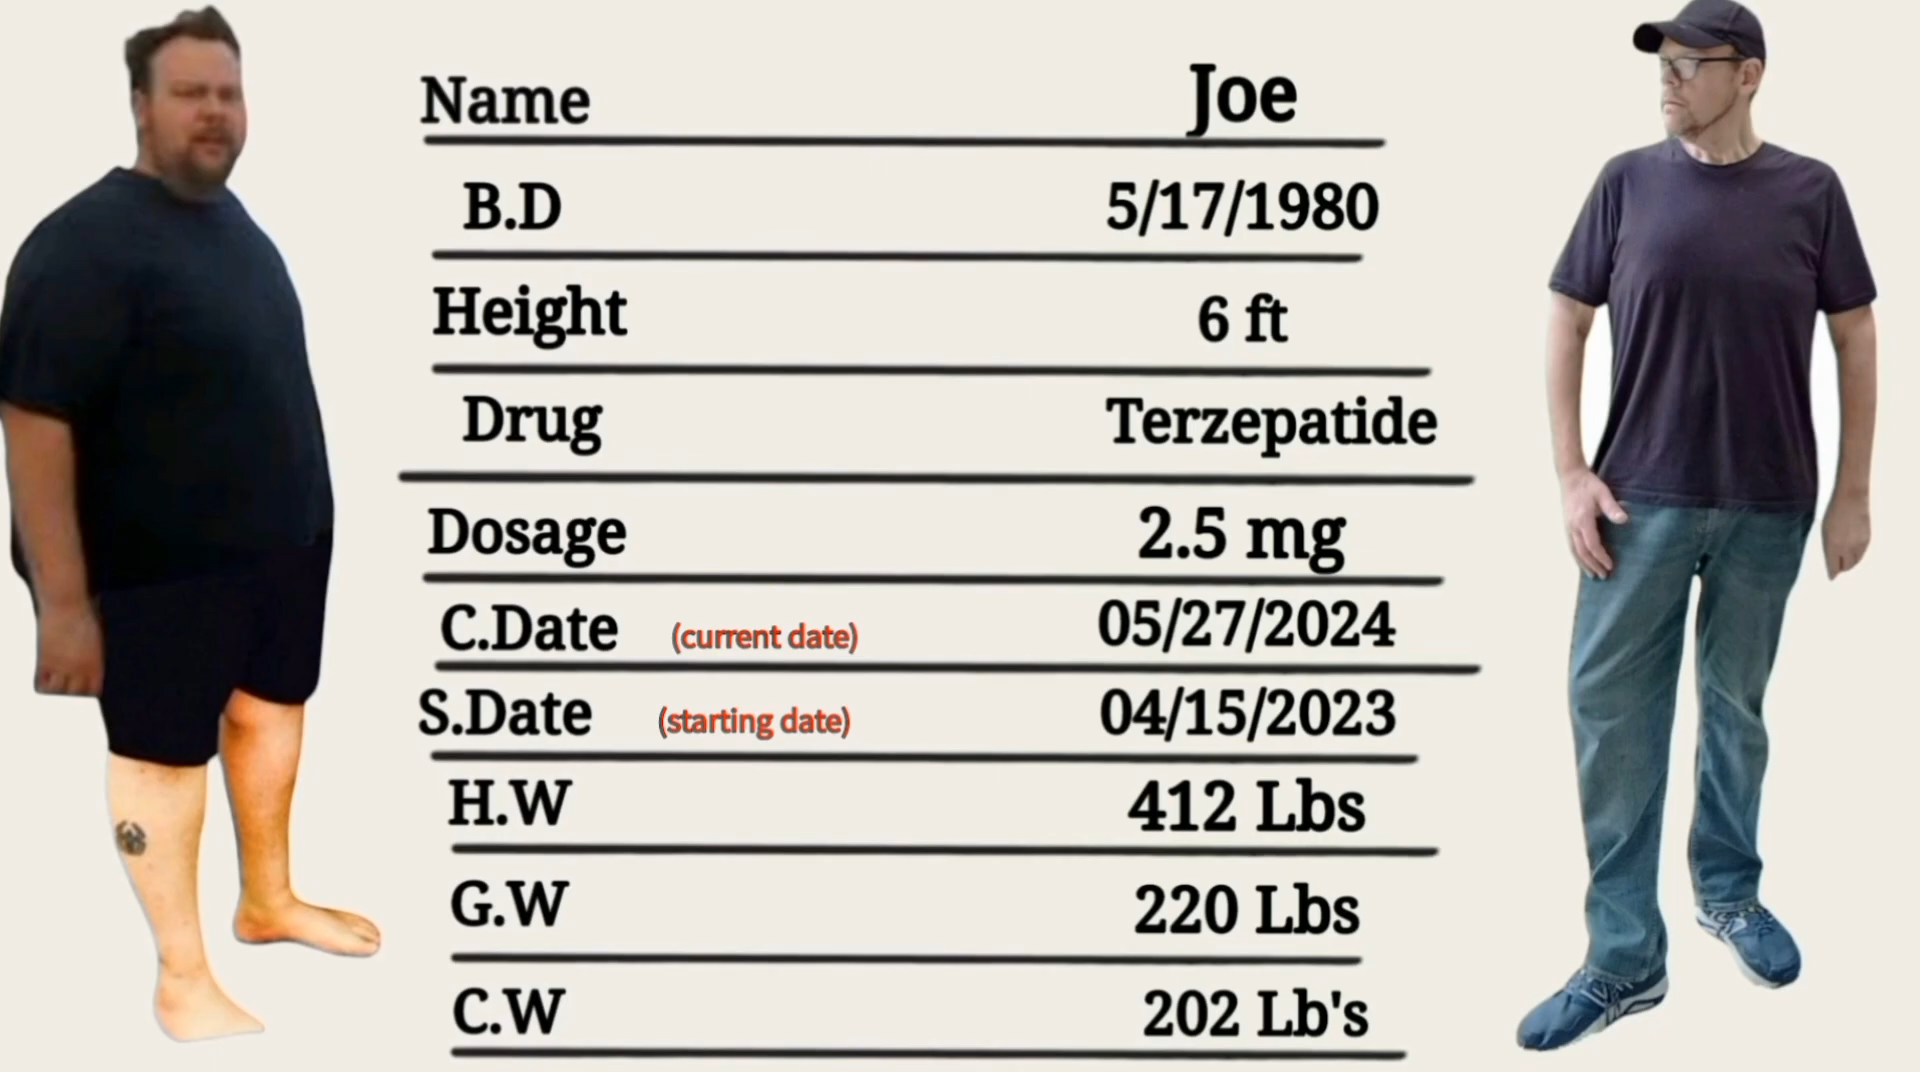 Name Joe
B.D 5/17/1980
Height 6 ft
Drug Terzepatide
Dosage 2.5 mg
C.Date (current date) 05/27/2024
S.Date (starting date) 04/15/2023
H.W 412 Lbs
G.W 220 Lbs
C.W 202 Lb's